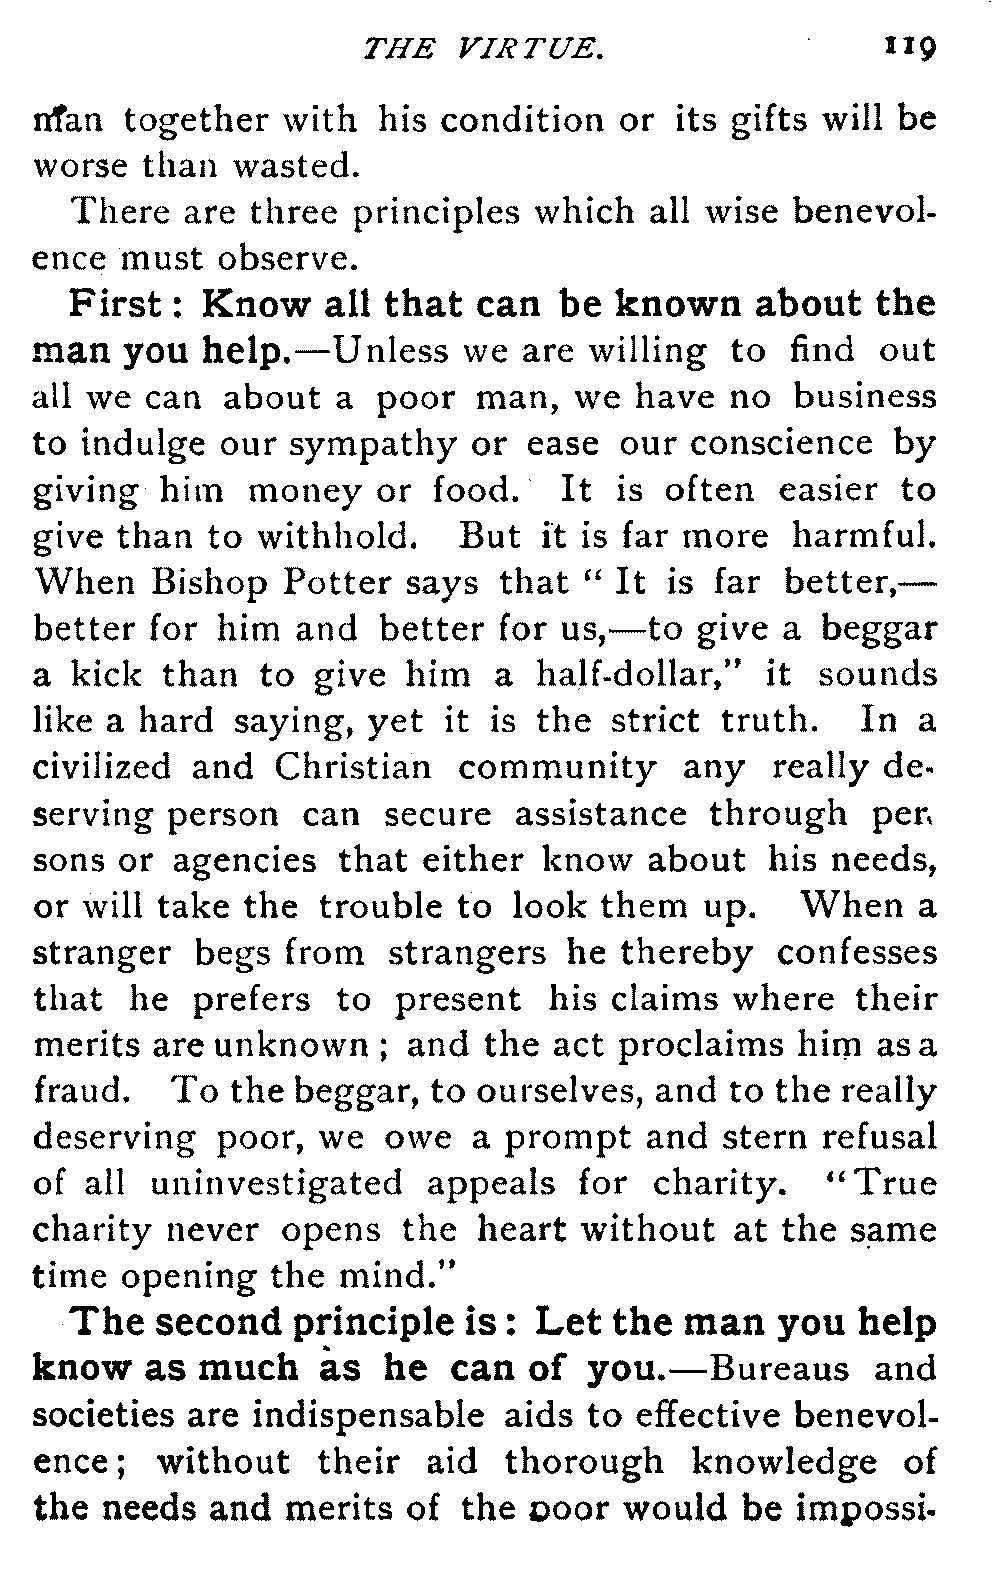 THE VIRTUE. 119
man together with his condition or its gifts will be
worse than wasted.
There are three principles which all wise benevol-
ence must observe.
First : Know all that can be known about the
man you help.—Unless we are willing to find out
all we can about a poor man, we have no business
to indulge our sympathy or ease our conscience by
giving him money or food. It is often easier to
give than to withhold. But it is far more harmful.
When Bishop Potter says that “ It is far better,—
better for him and better for us,—to give a beggar
a kick than to give him a half-dollar,” it sounds
like a hard saying, yet it is the strict truth. In a
civilized and Christian community any really de-
serving person can secure assistance through per-
sons or agencies that either know about his needs,
or will take the trouble to look them up. When a
stranger begs from strangers he thereby confesses
that he prefers to present his claims where their
merits are unknown ; and the act proclaims him as a
fraud. To the beggar, to ourselves, and to the really
deserving poor, we owe a prompt and stern refusal
of all uninvestigated appeals for charity. “ True
charity never opens the heart without at the same
time opening the mind.”
The second principle is : Let the man you help
know as much as he can of you.—Bureaus and
societies are indispensable aids to effective benevol-
ence ; without their aid thorough knowledge of
the needs and merits of the poor would be impossi-